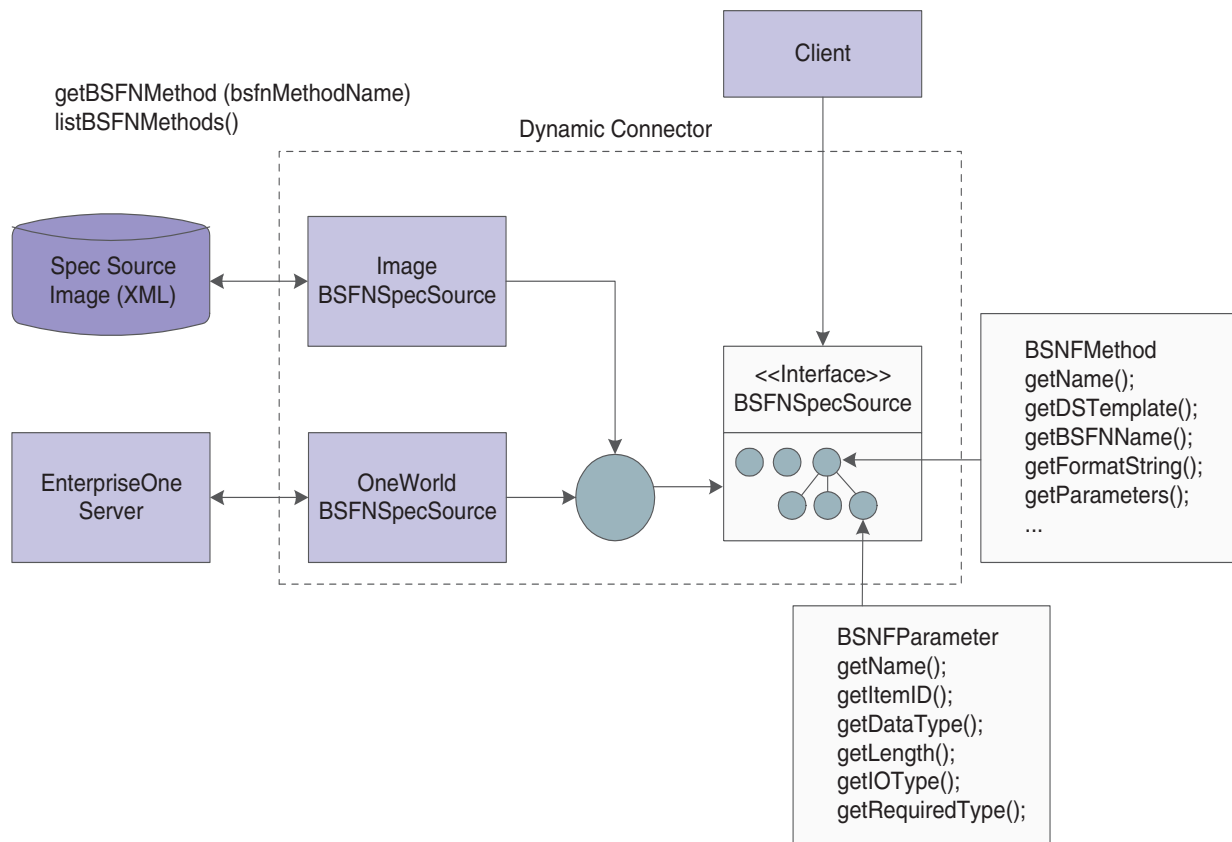 Client
getBSFNMethod (bsfnMethodName)
listBSFNMethods()
Dynamic Connector
Spec Source
Image (XML)
Image
BSFNSpecSource
<<Interface>>
BSFNSpecSource
BSNFMethod
getName();
getDSTemplate();
getBSFNName();
getFormatString();
getParameters();
...
EnterpriseOne
Server
OneWorld
BSFNSpecSource
BSNFParameter
getName();
getItemID();
getDataType();
getLength();
getIOType();
getRequiredType();